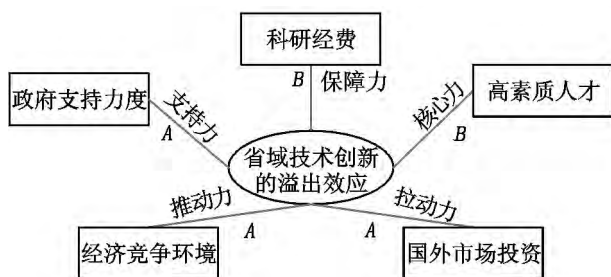 科研经费
B 保障力
政府支持力度
支持力
A
高素质人才
核心力
B
省域技术创新
的溢出效应
推动力
A
拉动力
A
经济竞争环境
国外市场投资